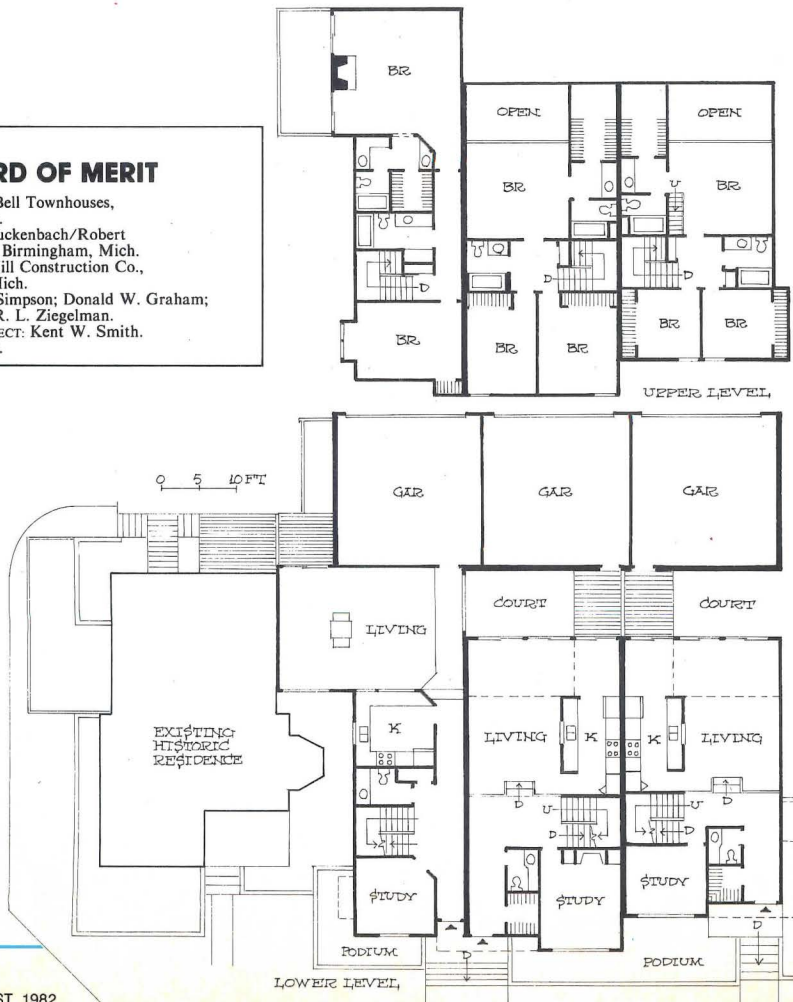 RD OF MERIT
Bell Townhouses,
uckenbach/Robert
Birmingham, Mich.
ill Construction Co.,
ich.
Simpson; Donald W. Graham;
R. L. Ziegelman.
ECT: Kent W. Smith.
BR
OPEN
OPEN
BR
BR
U
D
D
D
BR
BR
BR
BR
BR
UPPER LEVEL
0 5 10 FT
GAR
GAR
GAR
COURT
COURT
LIVING
EXISTING
HISTORIC
RESIDENCE
K
LIVING
K
K
LIVING
D
D
U
U
D
D
STUDY
STUDY
STUDY
D
D
PODIUM
PODIUM
LOWER LEVEL
ST 1982